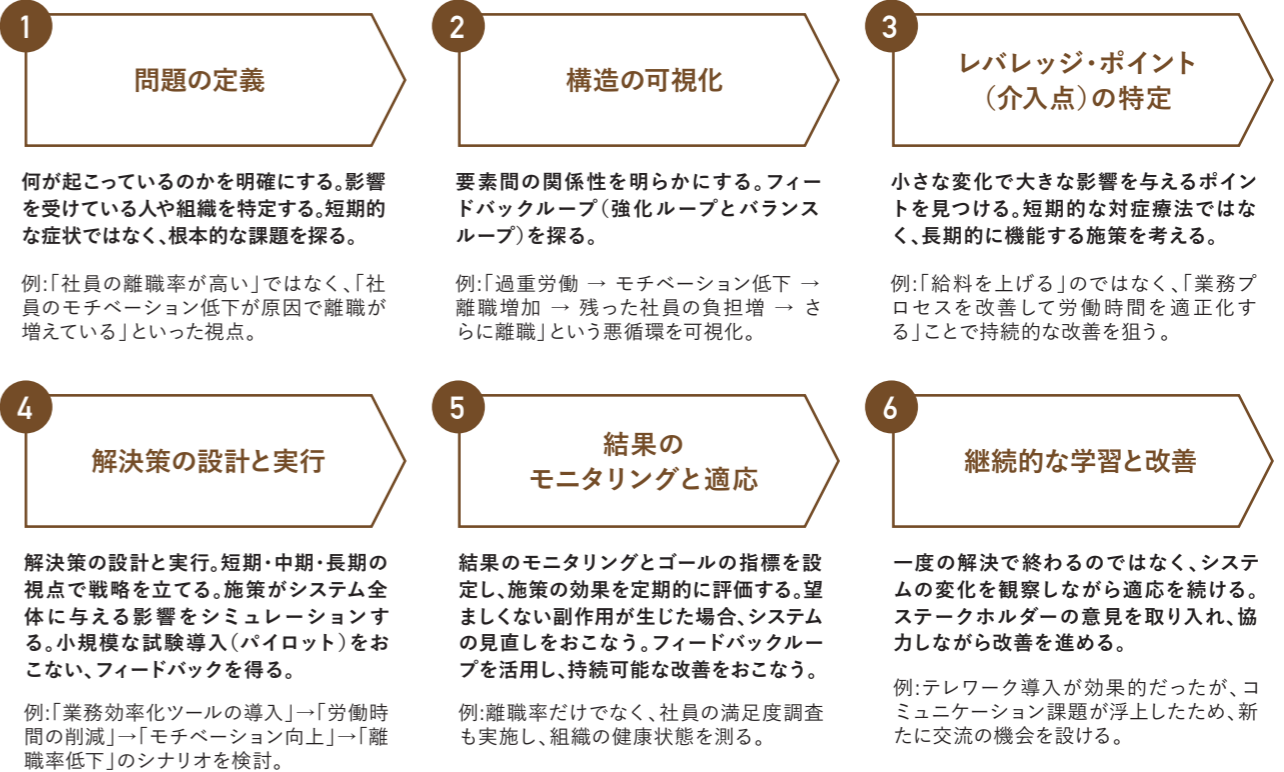 1
問題の定義
何が起こっているのかを明確にする。影響
を受けている人や組織を特定する。短期的
な症状ではなく、根本的な課題を探る。
例:「社員の離職率が高い」ではなく、「社
員のモチベーション低下が原因で離職が
増えている」といった視点。
2
構造の可視化
要素間の関係性を明らかにする。フィー
ドバックループ（強化ループとバランス
ループ）を探る。
例:「過重労働 → モチベーション低下 →
離職増加 → 残った社員の負担増 → さ
らに離職」という悪循環を可視化。
3
レバレッジ・ポイント
（介入点）の特定
小さな変化で大きな影響を与えるポイン
トを見つける。短期的な対症療法ではな
く、長期的に機能する施策を考える。
例:「給料を上げる」のではなく、「業務プ
ロセスを改善して労働時間を適正化す
る」ことで持続的な改善を狙う。
4
解決策の設計と実行
解決策の設計と実行。短期・中期・長期の
視点で戦略を立てる。施策がシステム全
体に与える影響をシミュレーションす
る。小規模な試験導入（パイロット）をお
こない、フィードバックを得る。
例:「業務効率化ツールの導入」→「労働時
間の削減」→「モチベーション向上」→「離
職率低下」のシナリオを検討。
5
結果の
モニタリングと適応
結果のモニタリングとゴールの指標を設
定し、施策の効果を定期的に評価する。望
ましくない副作用が生じた場合、システム
の見直しをおこなう。フィードバックルー
プを活用し、持続可能な改善をおこなう。
例:離職率だけでなく、社員の満足度調査
も実施し、組織の健康状態を測る。
6
継続的な学習と改善
一度の解決で終わるのではなく、システ
ムの変化を観察しながら適応を続ける。
ステークホルダーの意見を取り入れ、協
力しながら改善を進める。
例:テレワーク導入が効果的だったが、コ
ミュニケーション課題が浮上したため、新
たに交流の機会を設ける。